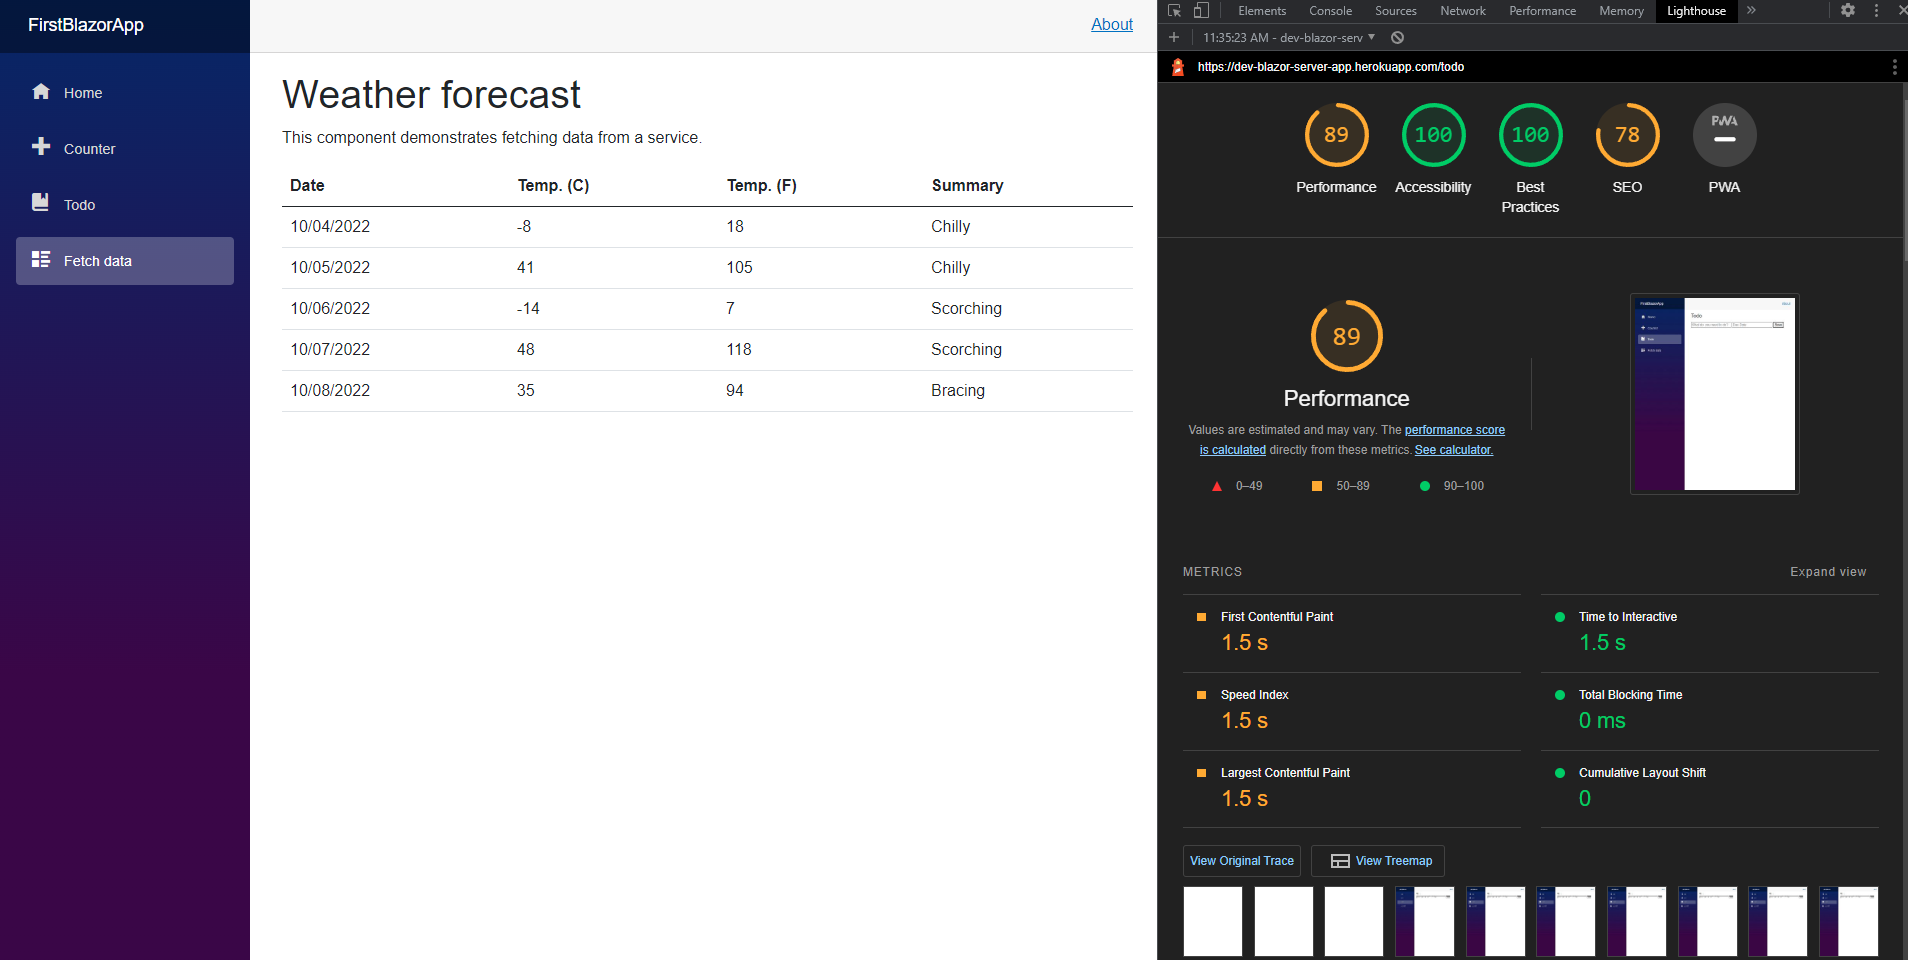 FirstBlazorApp
Home
Counter
Todo
Fetch data
About
Weather forecast
This component demonstrates fetching data from a service.
Date Temp. (C) Temp. (F) Summary
10/04/2022 -8 18 Chilly
10/05/2022 41 105 Chilly
10/06/2022 -14 7 Scorching
10/07/2022 48 118 Scorching
10/08/2022 35 94 Bracing
Elements Console Sources Network Performance Memory Lighthouse »
11:35:23 AM - dev-blazor-serv
https://dev-blazor-server-app.herokuapp.com/todo
89 100 100 78 PWA
Performance Accessibility Best Practices SEO PWA
89
Performance
Values are estimated and may vary. The performance score
is calculated directly from these metrics. See calculator.
0–49 50–89 90–100
METRICS Expand view
First Contentful Paint
1.5 s
Time to Interactive
1.5 s
Speed Index
1.5 s
Total Blocking Time
0 ms
Largest Contentful Paint
1.5 s
Cumulative Layout Shift
0
View Original Trace View Treemap